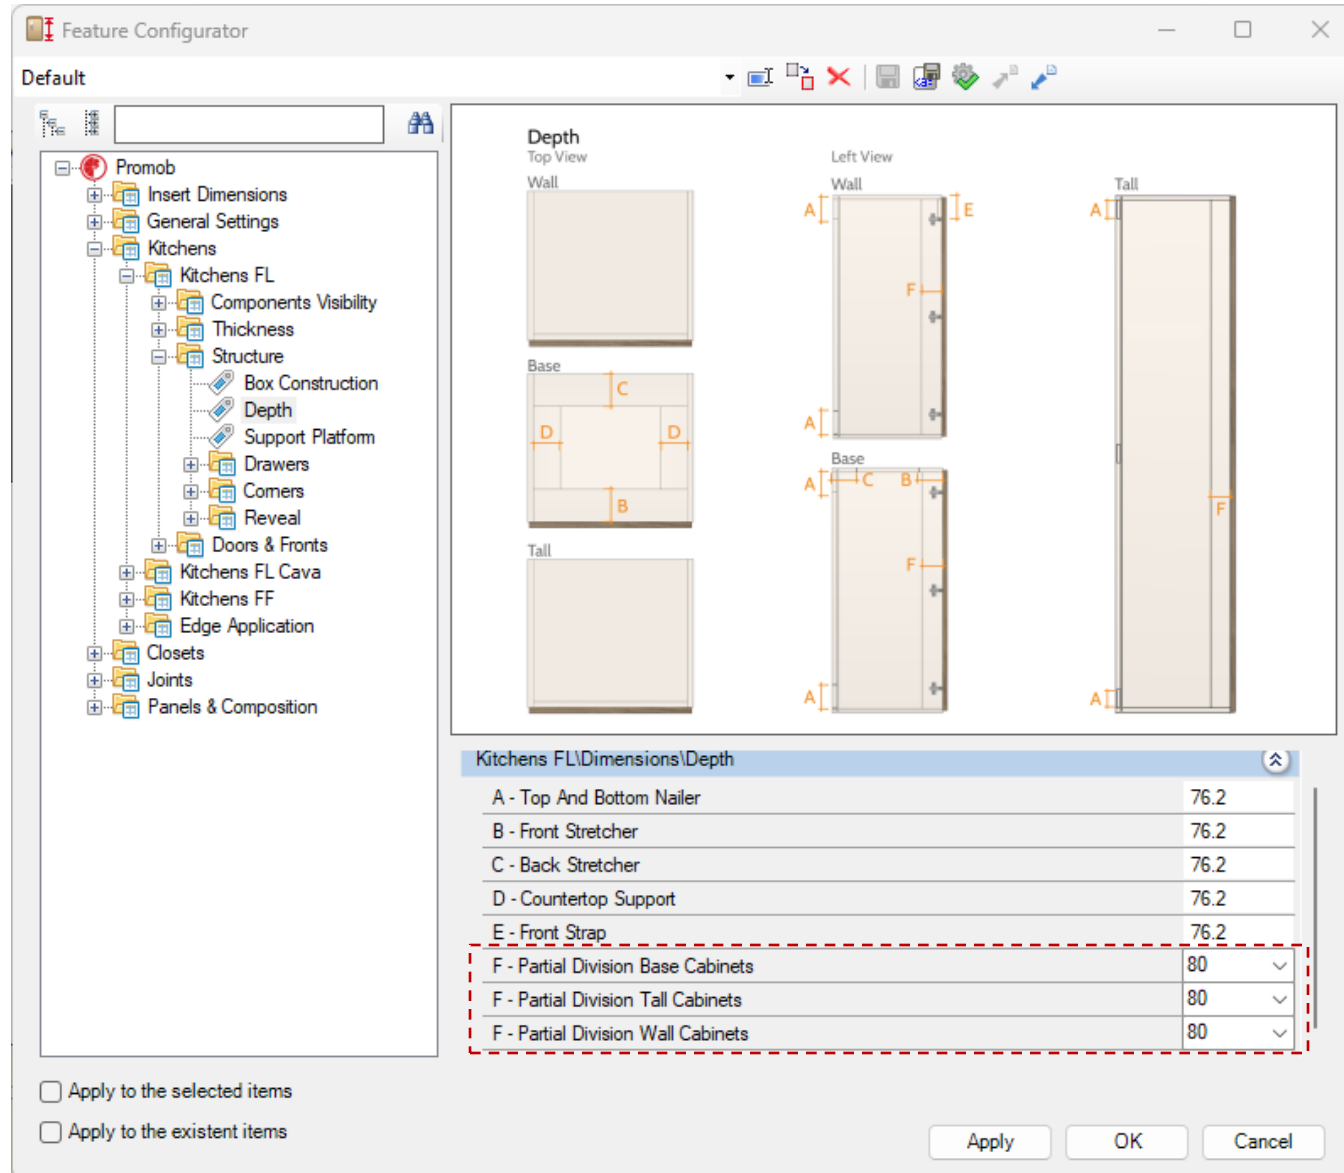 Feature Configurator
Default
Promob
Insert Dimensions
General Settings
Kitchens
Kitchens FL
Components Visibility
Thickness
Structure
Box Construction
Depth
Support Platform
Drawers
Corners
Reveal
Doors & Fronts
Kitchens FL Cava
Kitchens FF
Edge Application
Closets
Joints
Panels & Composition
Depth
Top View
Wall
Base
C
D D
B
Tall
Left View
Wall
A E
F
A
Base
A C B
F
A
Tall
A
F
A
Kitchens FL\Dimensions\Depth
A - Top And Bottom Nailer 76.2
B - Front Stretcher 76.2
C - Back Stretcher 76.2
D - Countertop Support 76.2
E - Front Strap 76.2
F - Partial Division Base Cabinets 80
F - Partial Division Tall Cabinets 80
F - Partial Division Wall Cabinets 80
Apply to the selected items
Apply to the existent items
Apply OK Cancel